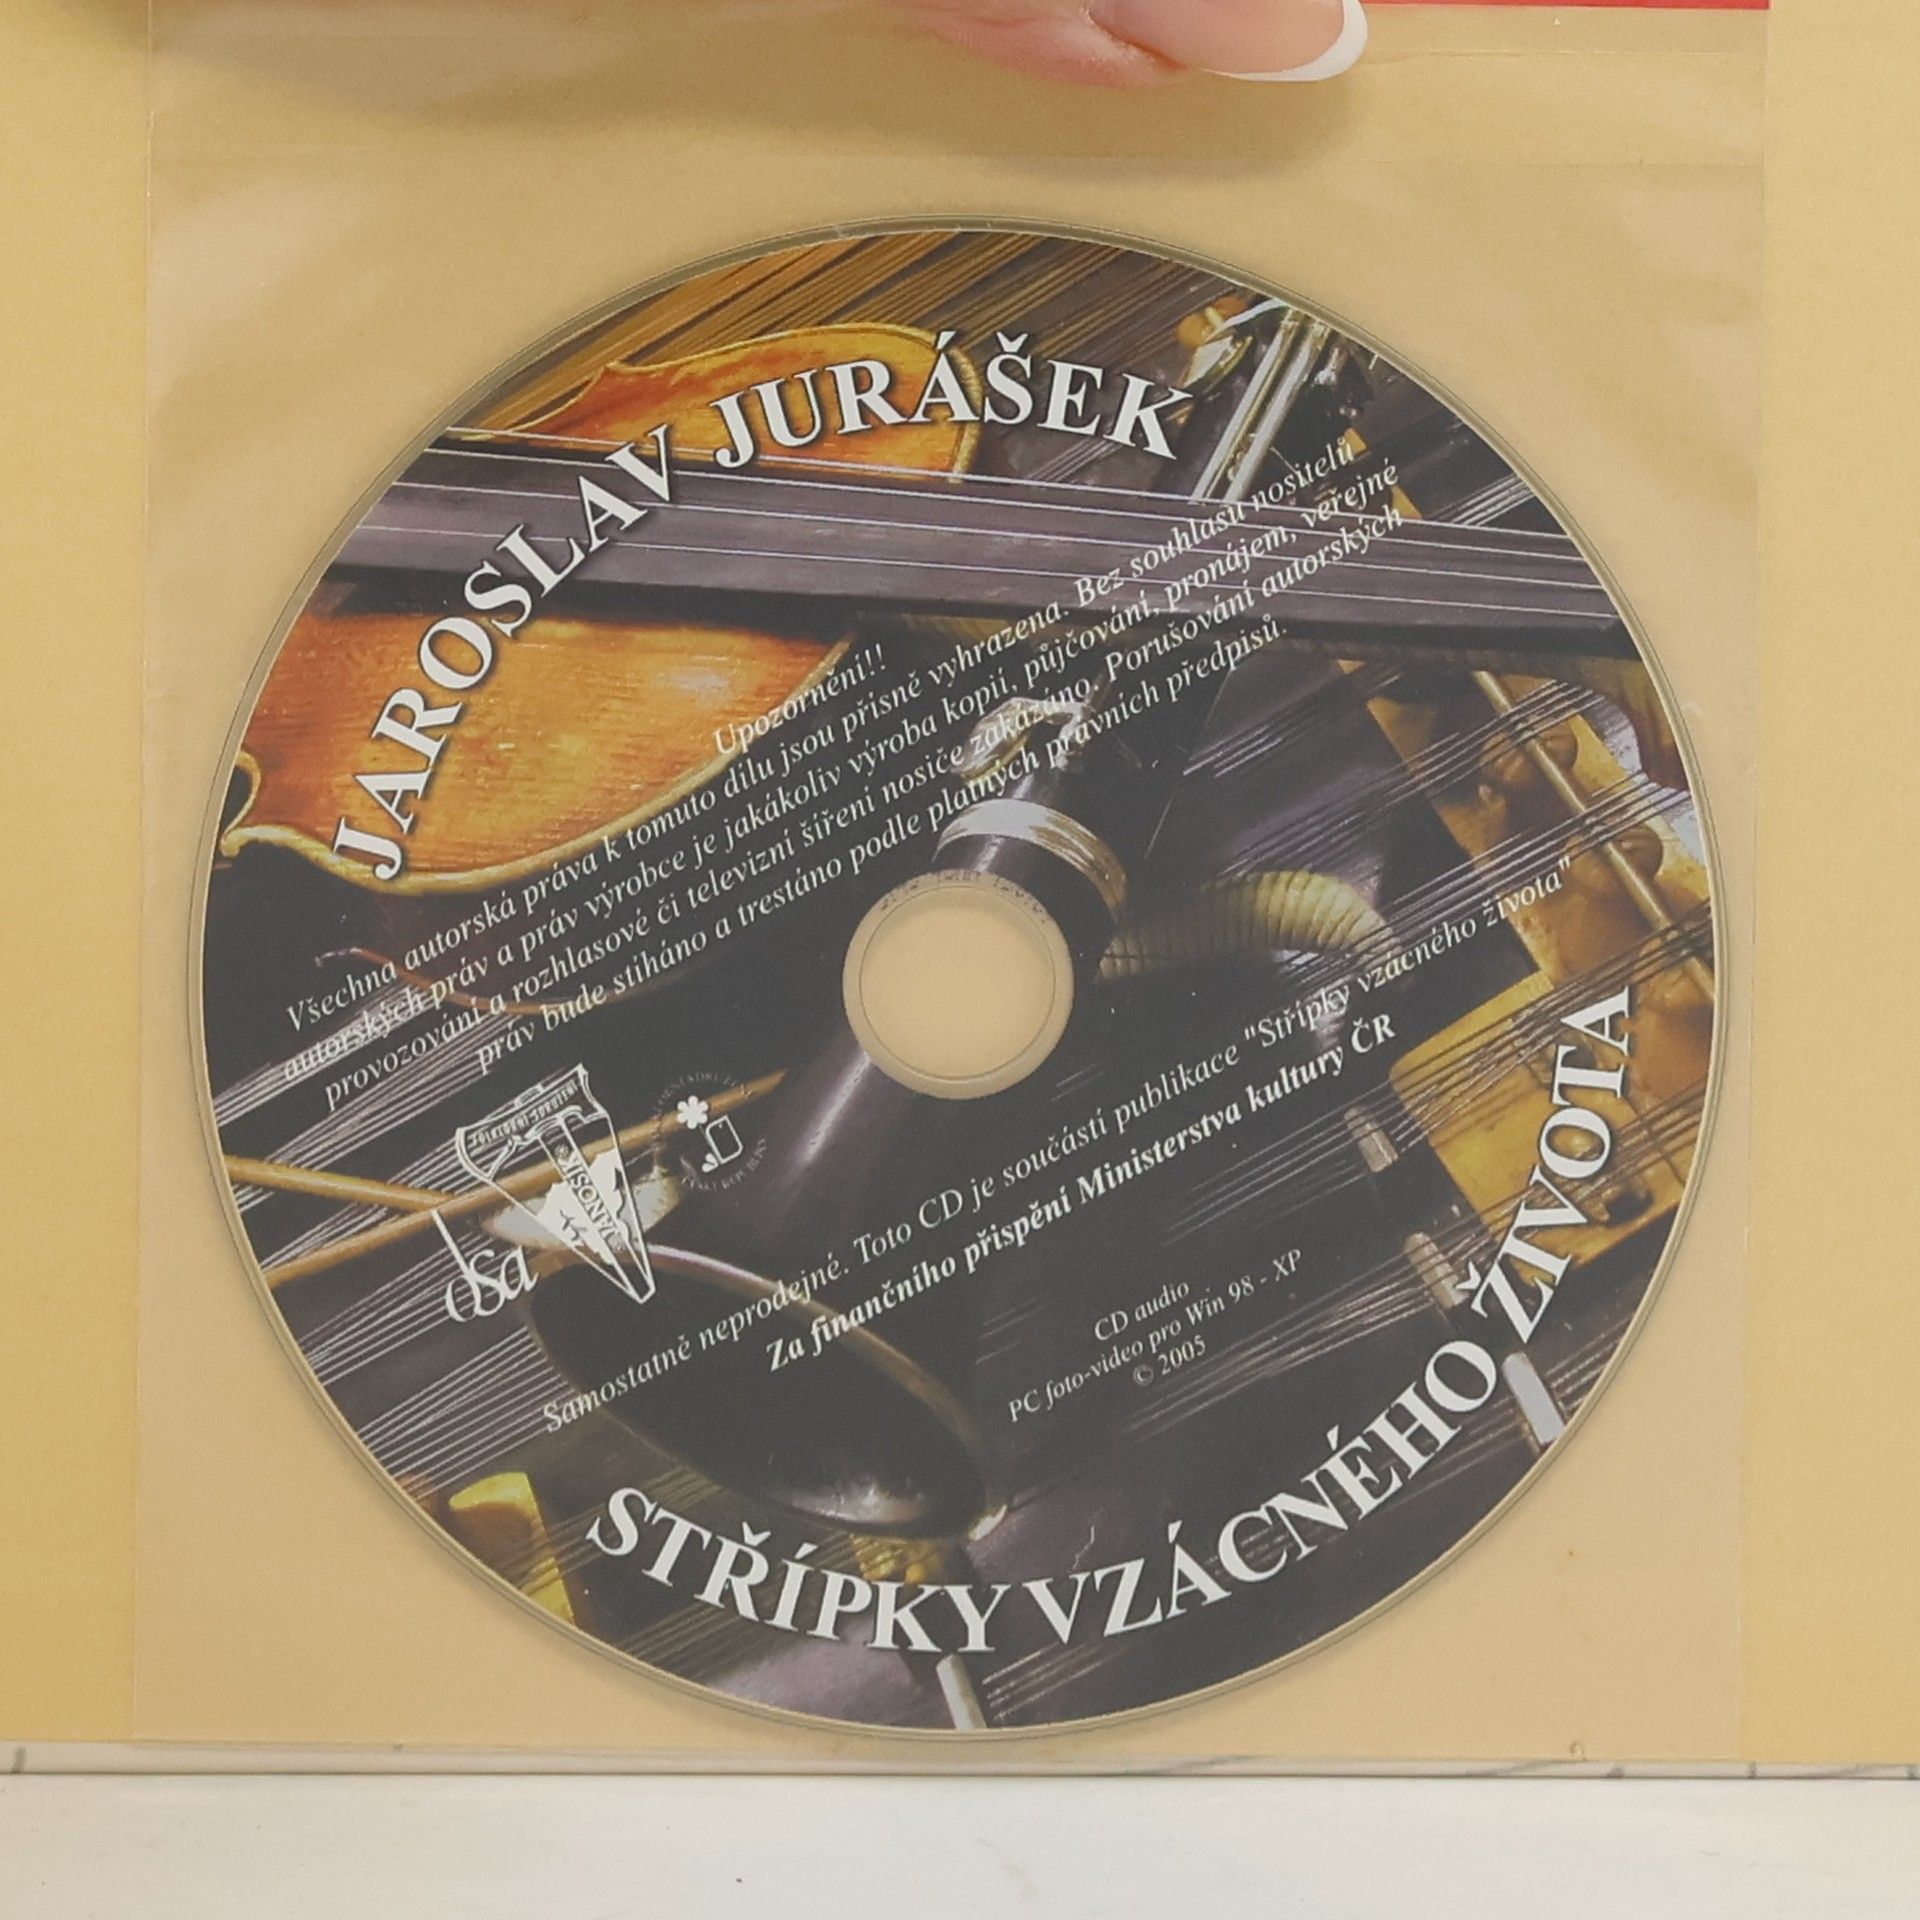 JAROSLAV JURÁŠEK
Upozornění!!
Všechna autorská práva k tomuto dílu jsou přísně vyhrazena. Bez souhlasu nositelů
autorských práv a práv výrobce je jakákoliv výroba kopií, půjčování, pronájem, veřejné
provozování a rozhlasové či televizní šíření nosiče zakázáno. Porušování autorských
práv bude stíháno a trestáno podle platných právních předpisů.
JÁNOŠÍK
osa
Samostatně neprodejné. Toto CD je součástí publikace "Střípky vzácného života"
Za finančního přispění Ministerstva kultury ČR
CD audio
PC foto-video pro Win 98 - XP
© 2005
STŘÍPKY VZÁCNÉHO ŽIVOTA